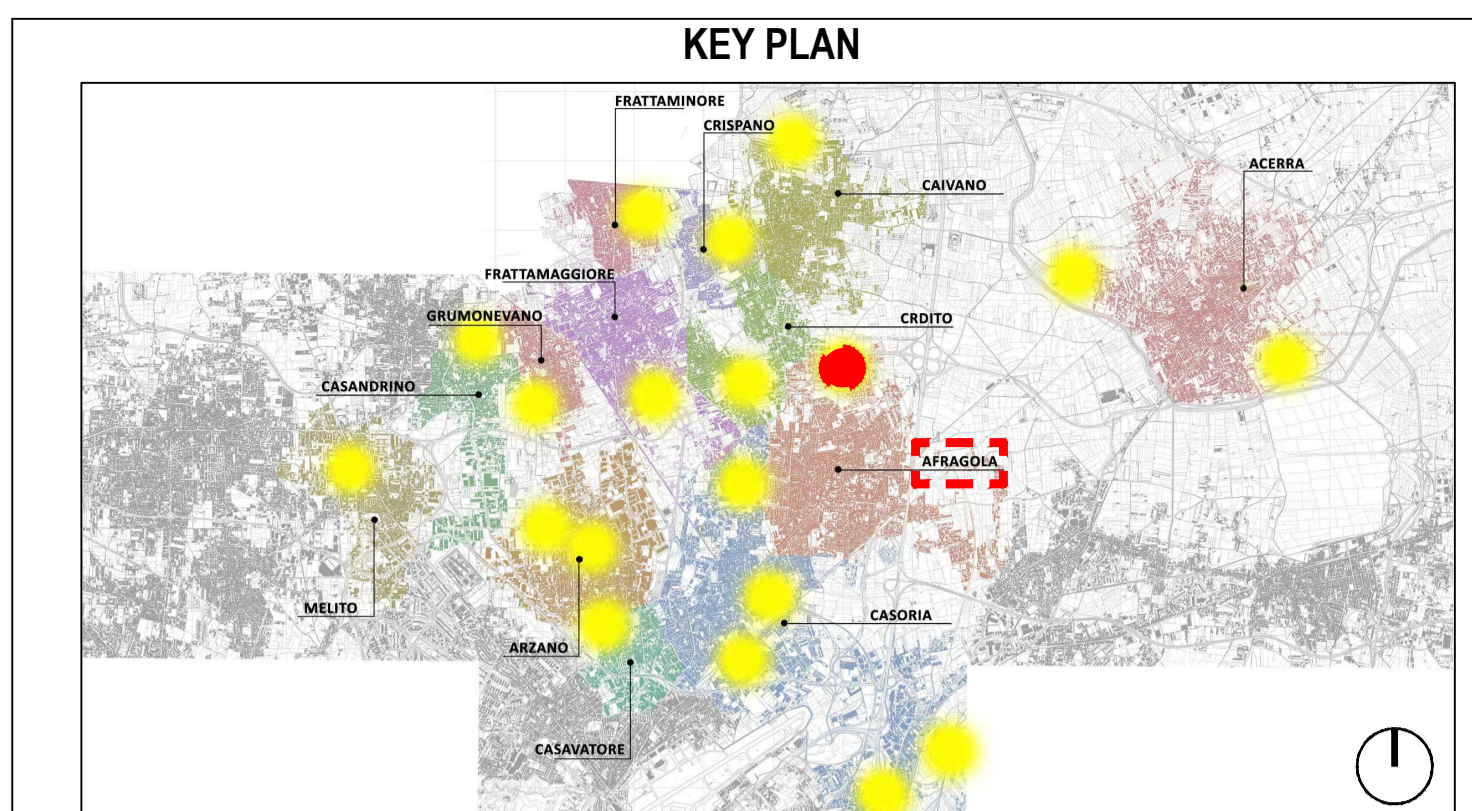 KEY PLAN
FRATTAMINORE
CRISPANO
ACERRA
CAIVANO
FRATTAMAGGIORE
GRUMONEVANO
CRDITO
CASANDRINO
AFRAGOLA
MELITO
CASORIA
ARZANO
CASAVATORE